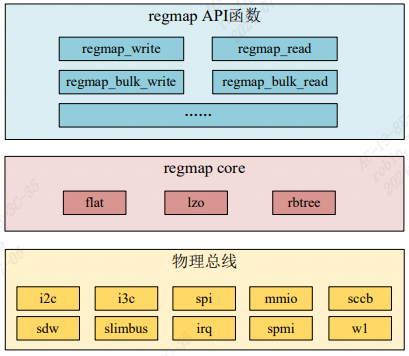 regmap API函数
regmap_write regmap_read
regmap_bulk_write regmap_bulk_read
......
regmap core
flat lzo rbtree
物理总线
i2c i3c spi mmio sccb
sdw slimbus irq spmi w1